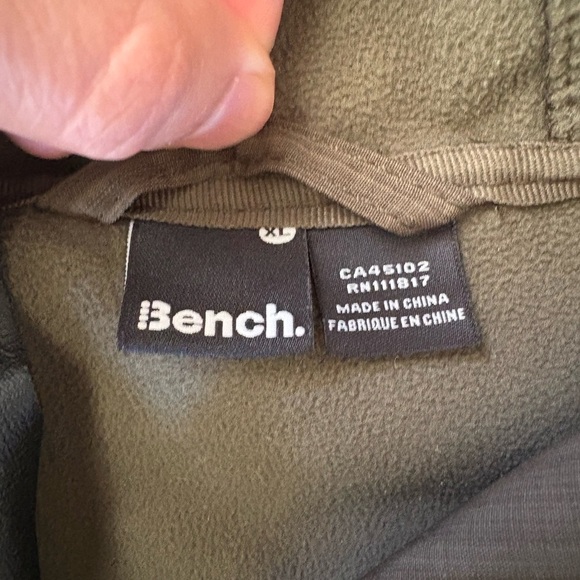 XL
Bench.
CA45102
RN111817
MADE IN CHINA
FABRIQUE EN CHINE